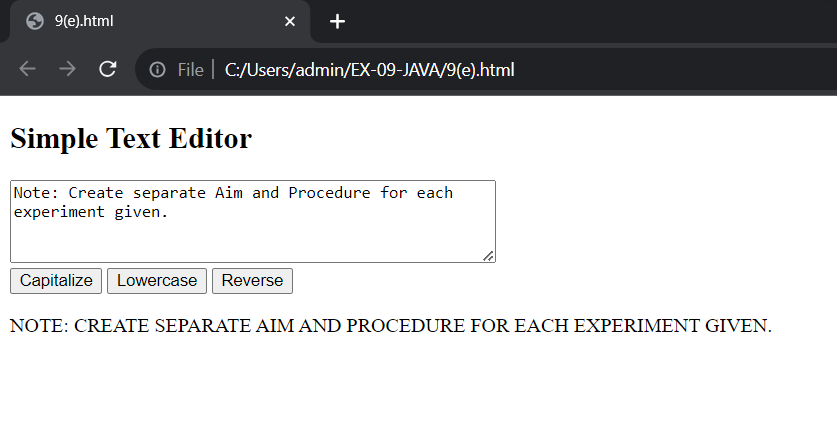 9(e).html
File | C:/Users/admin/EX-09-JAVA/9(e).html
Simple Text Editor
Note: Create separate Aim and Procedure for each
experiment given.
Capitalize Lowercase Reverse
NOTE: CREATE SEPARATE AIM AND PROCEDURE FOR EACH EXPERIMENT GIVEN.